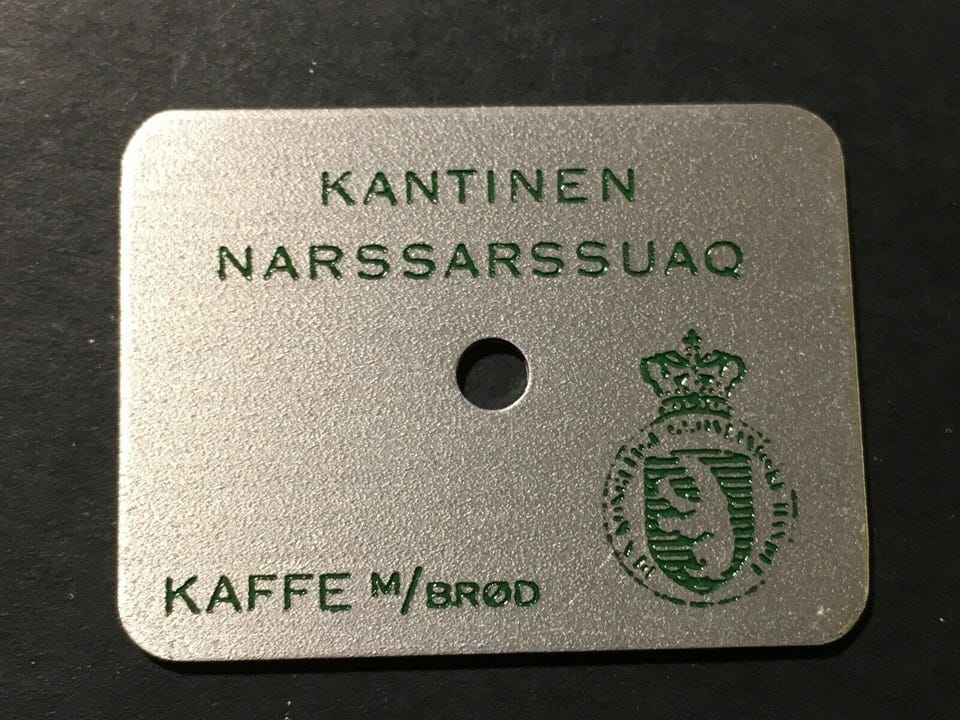 KANTINEN
NARSSARSSUAQ
KAFFE M/BRØD